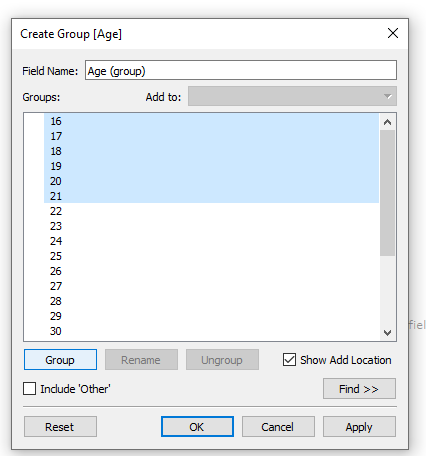 Create Group [Age]
Field Name: Age (group)
Groups: Add to:
16
17
18
19
20
21
22
23
24
25
26
27
28
29
30
fiel
Group Rename Ungroup Show Add Location
Include 'Other' Find >>
Reset OK Cancel Apply